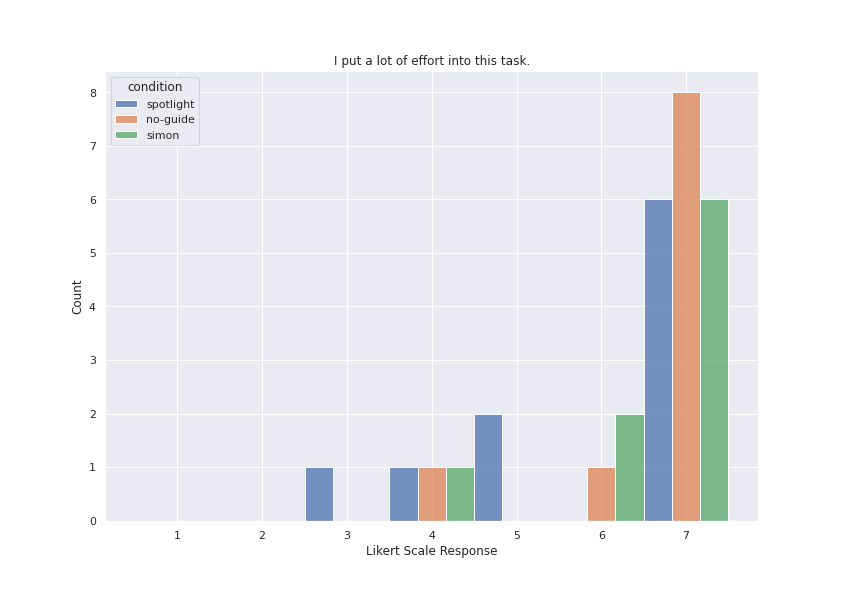 I put a lot of effort into this task.
condition
spotlight
no-guide
simon
8
7
6
5
4
3
2
1
0
Count
1 2 3 4 5 6 7
Likert Scale Response